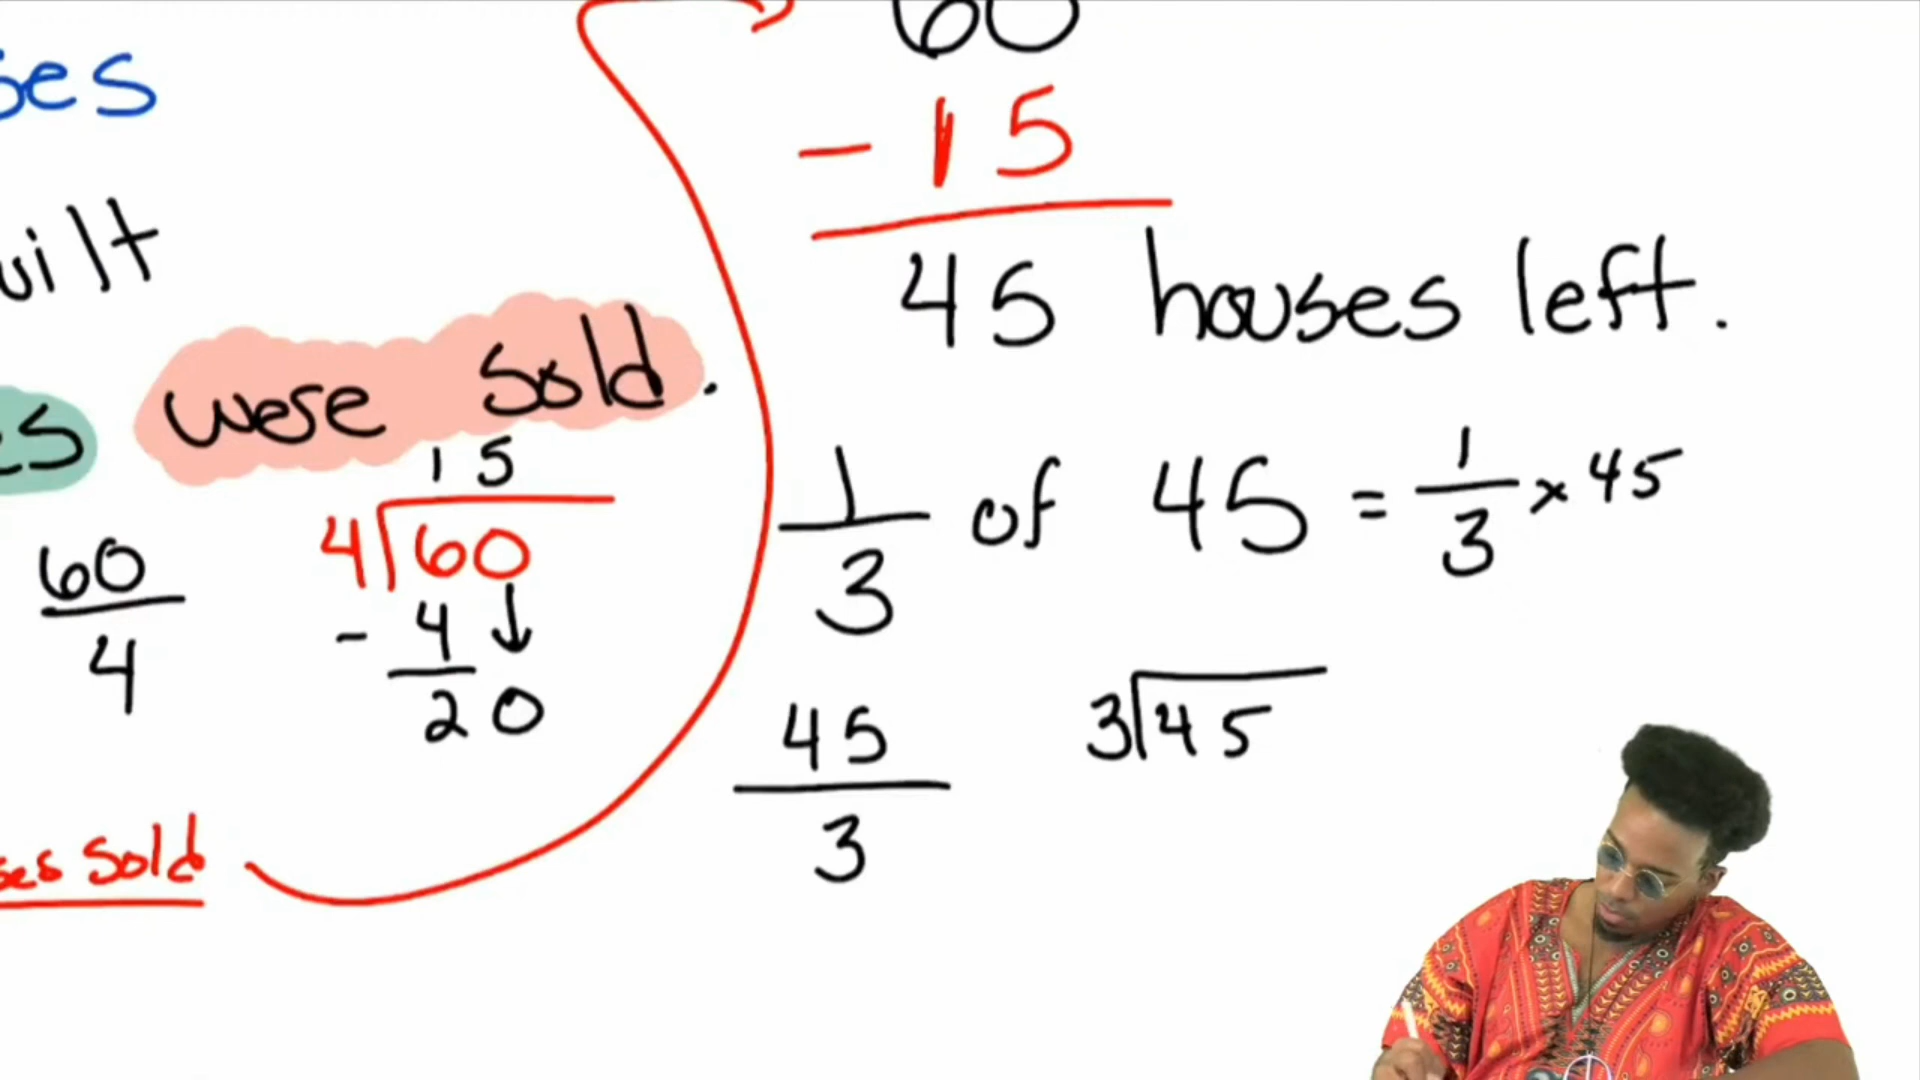 ses
uilt
es were sold.
60
4
15
4)60
- 4↓
20
ses sold
60
- 15
45 houses left.
1/3 of 45 = 1/3 × 45
45
3
3)45